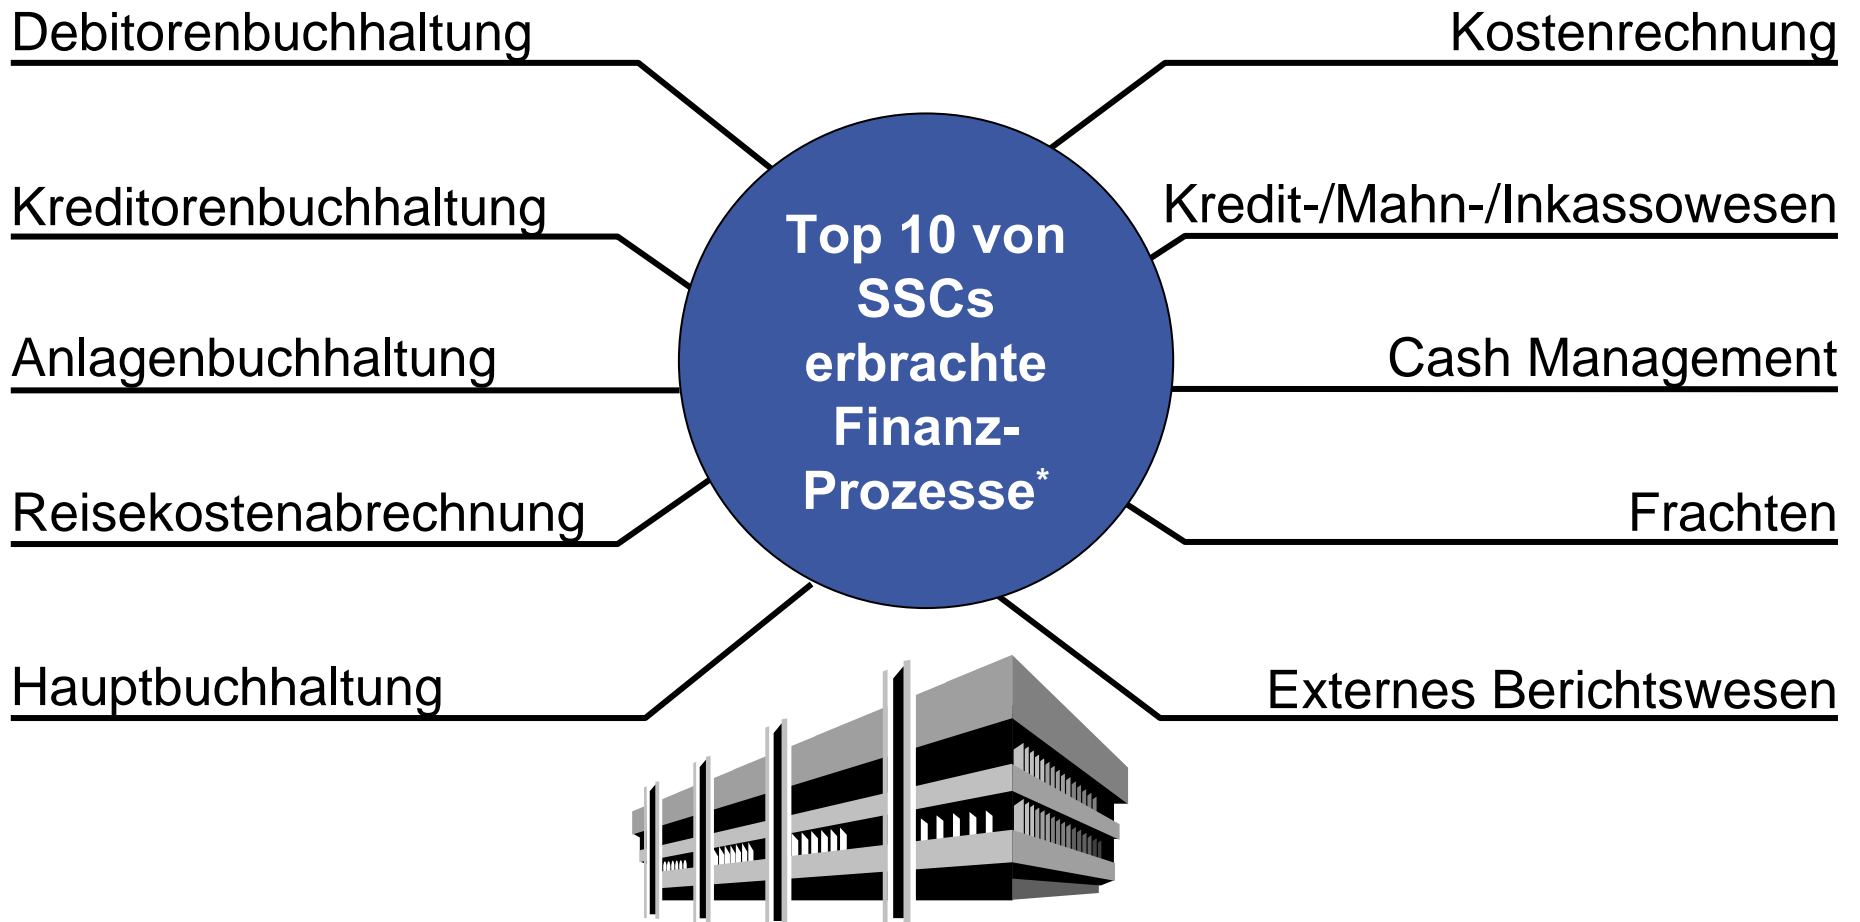 Debitorenbuchhaltung
Kreditorenbuchhaltung
Anlagenbuchhaltung
Reisekostenabrechnung
Hauptbuchhaltung
Top 10 von
SSCs
erbrachte
Finanz-
Prozesse*
Kostenrechnung
Kredit-/Mahn-/Inkassowesen
Cash Management
Frachten
Externes Berichtswesen